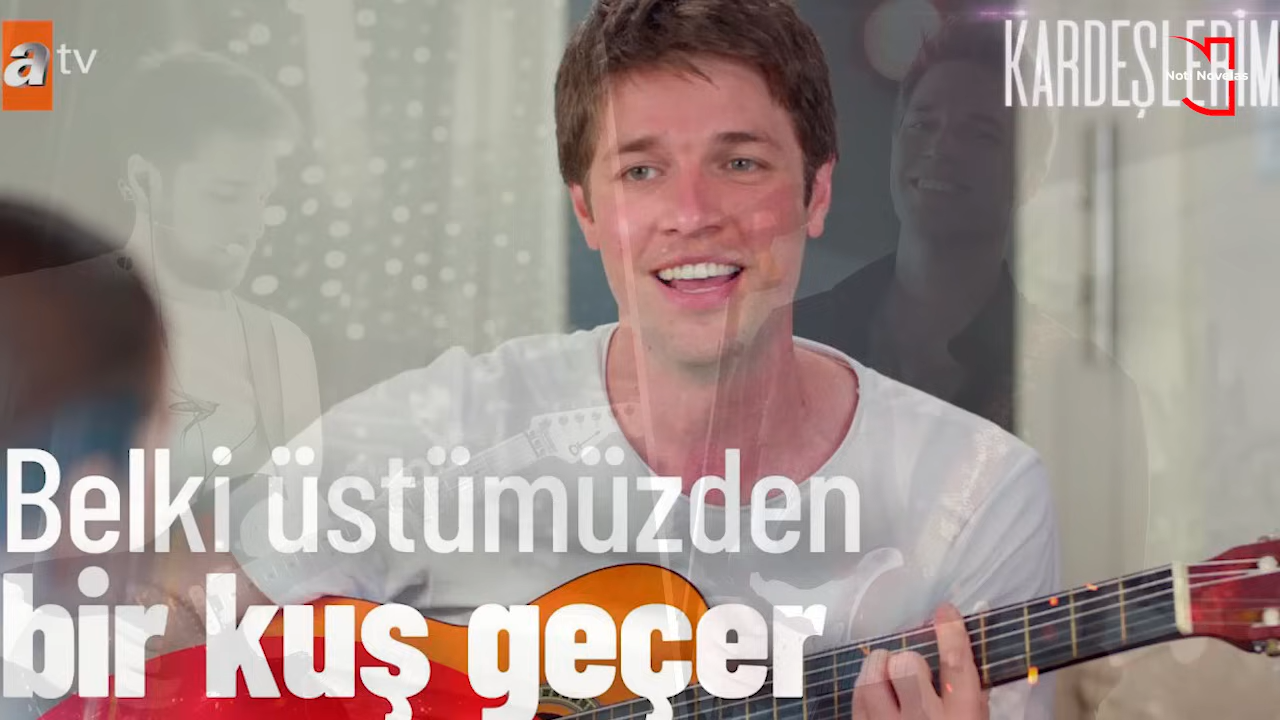 atv
KARDEŞLERİM
Noti Novelas
Belki üstümüzden
bir kuş geçer